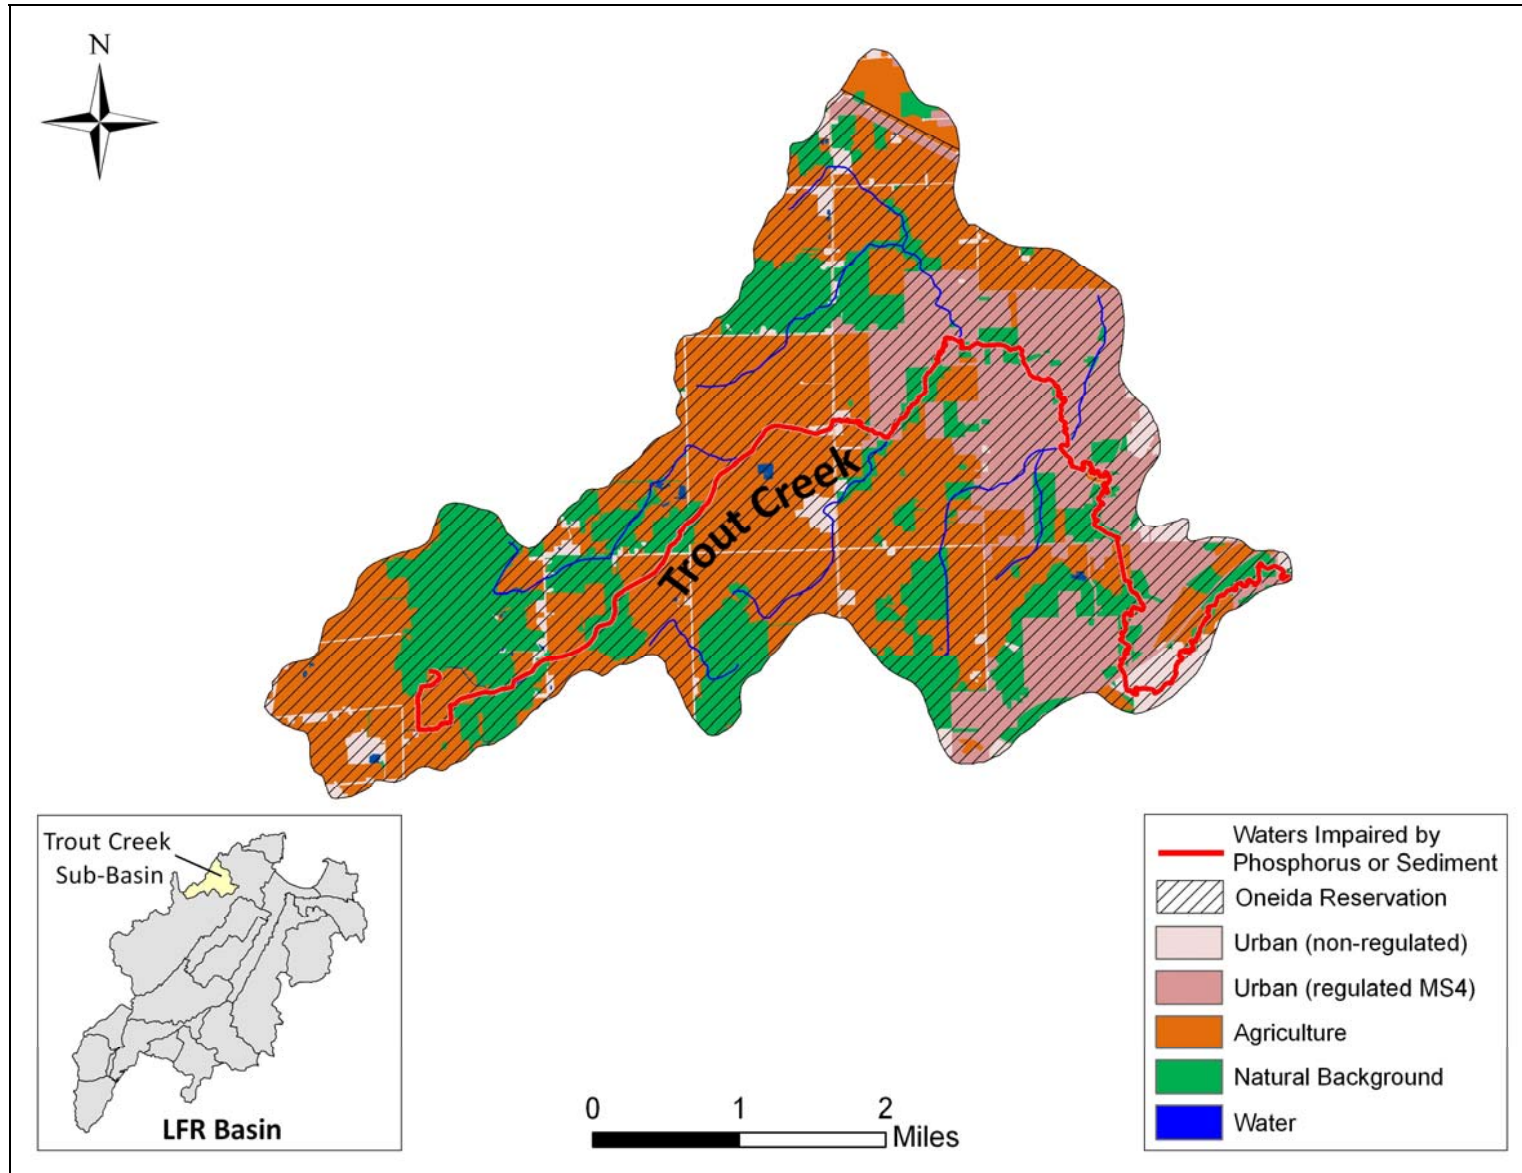 N
Trout Creek
Trout Creek
Sub-Basin
LFR Basin
0 1 2
Miles
Waters Impaired by
Phosphorus or Sediment
Oneida Reservation
Urban (non-regulated)
Urban (regulated MS4)
Agriculture
Natural Background
Water